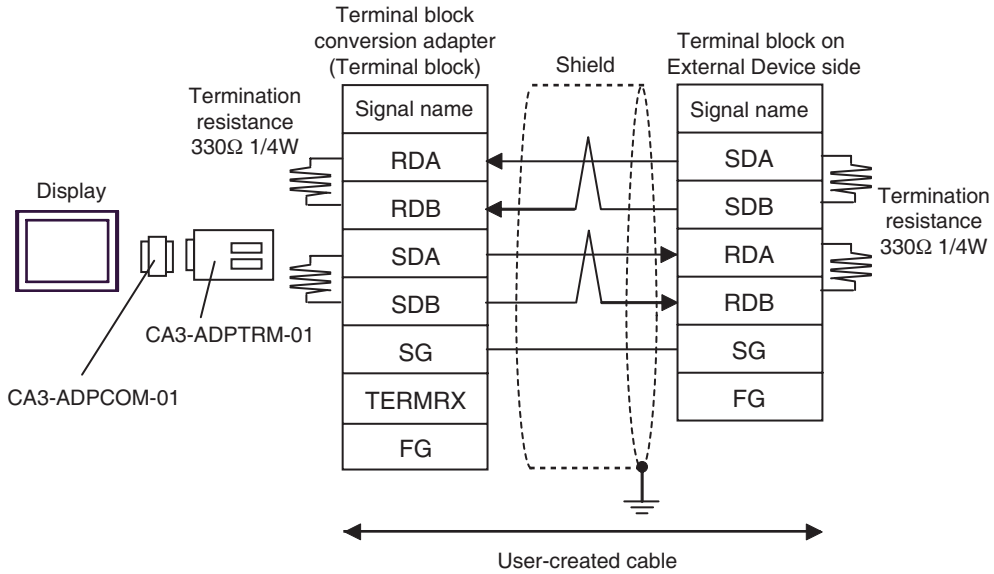 Terminal block
conversion adapter
(Terminal block)
Shield
Terminal block on
External Device side
Termination
resistance
330Ω 1/4W
Signal name
RDA
RDB
SDA
SDB
SG
TERMRX
FG
Signal name
SDA
SDB
RDA
RDB
SG
FG
Termination
resistance
330Ω 1/4W
Display
CA3-ADPTRM-01
CA3-ADPCOM-01
User-created cable